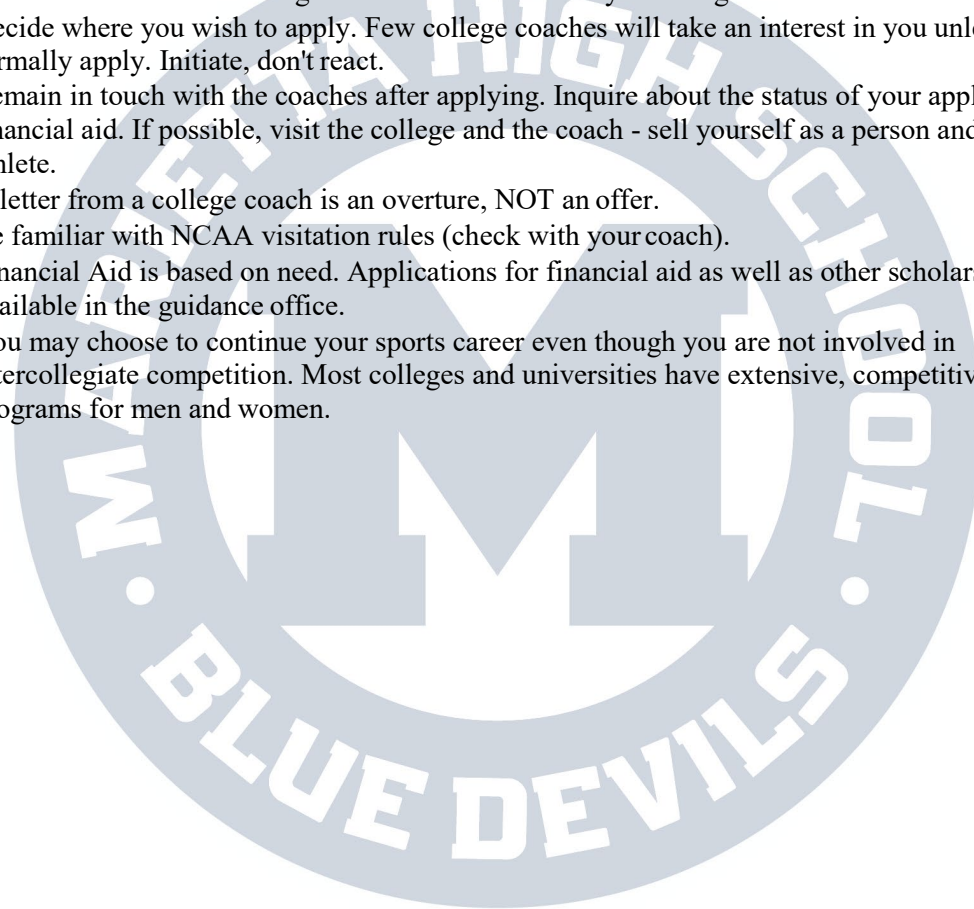 ecide where you wish to apply. Few college coaches will take an interest in you unl
rmally apply. Initiate, don't react.
emain in touch with the coaches after applying. Inquire about the status of your appl
nancial aid. If possible, visit the college and the coach - sell yourself as a person and
hlete.
letter from a college coach is an overture, NOT an offer.
e familiar with NCAA visitation rules (check with your coach).
nancial Aid is based on need. Applications for financial aid as well as other scholars
ailable in the guidance office.
ou may choose to continue your sports career even though you are not involved in
tercollegiate competition. Most colleges and universities have extensive, competitiv
ograms for men and women.
MARIETTA HIGH SCHOOL
BLUE DEVILS
M